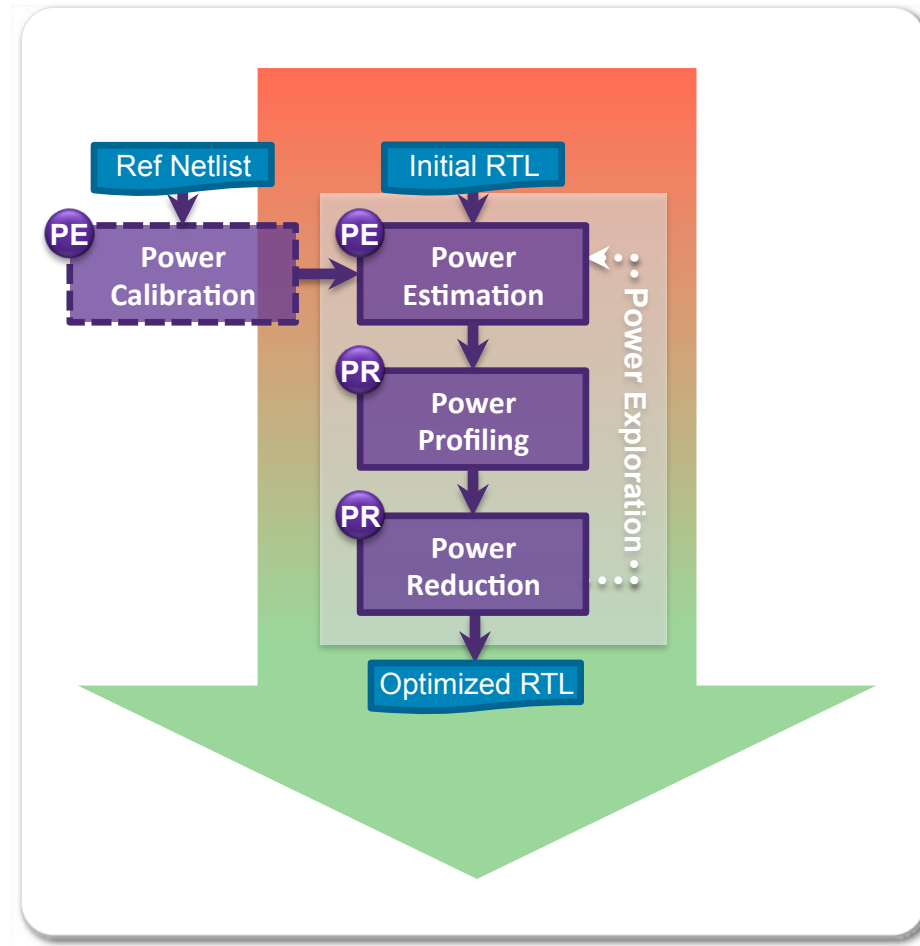 Ref Netlist
Initial RTL
PE
Power
Calibration
PE
Power
Estimation
PR
Power
Profiling
PR
Power
Reduction
Power Exploration
Optimized RTL